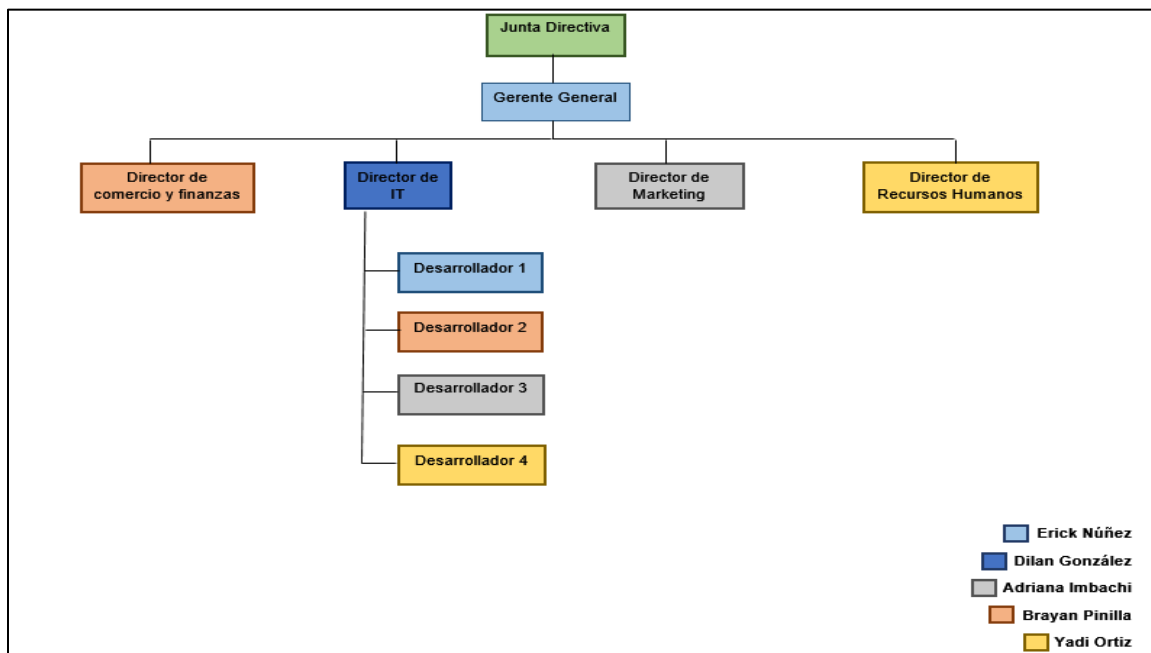 Junta Directiva
Gerente General
Director de
comercio y finanzas
Director de
IT
Director de
Marketing
Director de
Recursos Humanos
Desarrollador 1
Desarrollador 2
Desarrollador 3
Desarrollador 4
Erick Núñez
Dilan González
Adriana Imbachi
Brayan Pinilla
Yadi Ortiz